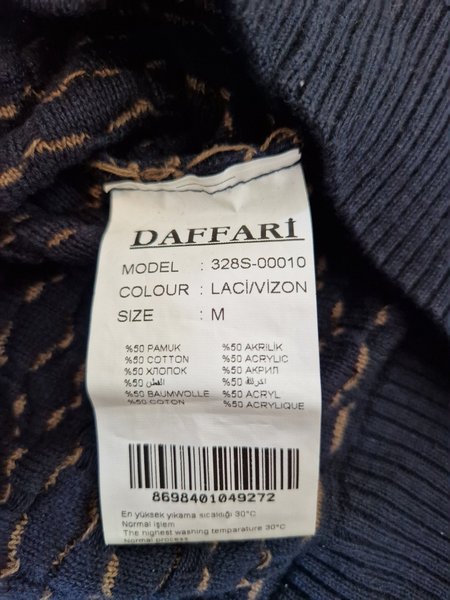 DAFFARİ
MODEL : 328S-00010
COLOUR : LACİ/VİZON
SIZE : M
%50 PAMUK %50 AKRİLİK
%50 COTTON %50 ACRYLIC
%50 ХЛОПОК %50 АКРИЛ
%50 القطن %50 اكرلة
%50 BAUMWOLLE %50 ACRYL
%50 COTON %50 ACRYLIQUE
8698401049272
En yüksek yıkama sıcaklığı 30°C
Normal işlem
The highest washing temparature 30°C
Normal process